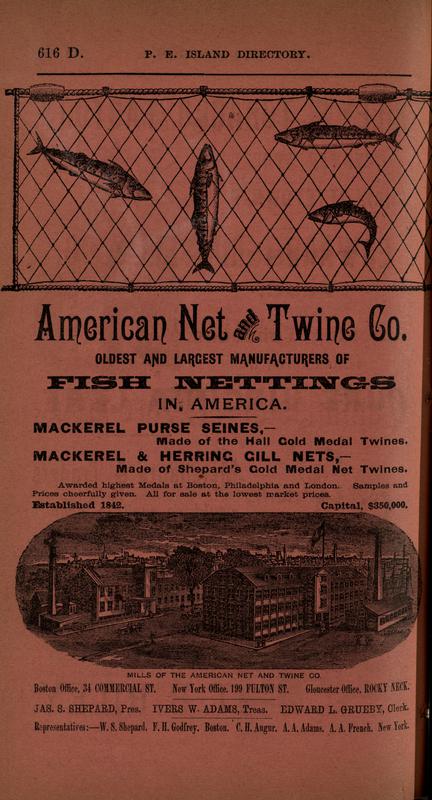 616 D. P. E. ISLAND DIRECTORY.
American Net and Twine Co.
OLDEST AND LARGEST MANUFACTURERS OF
FISH NETTINGS
IN AMERICA.
MACKEREL PURSE SEINES,—
Made of the Hall Gold Medal Twines.
MACKEREL & HERRING GILL NETS,—
Made of Shepard's Gold Medal Net Twines.
Awarded highest Medals at Boston, Philadelphia and London. Samples and
Prices cheerfully given. All for sale at the lowest market prices.
Established 1842. Capital, $350,000.
MILLS OF THE AMERICAN NET AND TWINE CO.
Boston Office, 34 COMMERCIAL ST. New York Office, 199 FULTON ST. Gloucester Office, ROCKY NECK.
JAS. S. SHEPARD, Pres. IVERS W. ADAMS, Treas. EDWARD L. GRUEBY, Clerk.
Representatives:—W. S. Shepard. F. H. Godfrey. Boston. C. H. Augur. A. A. Adams. A. A. French. New York.